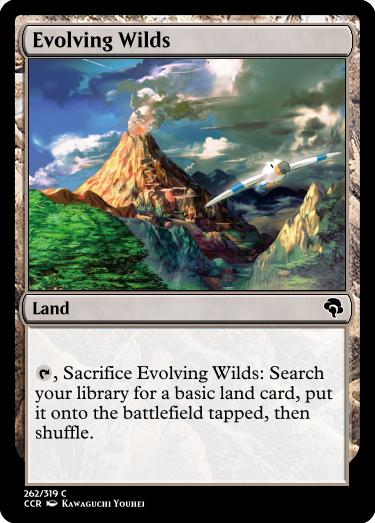 Evolving Wilds
Land
, Sacrifice Evolving Wilds: Search
your library for a basic land card, put
it onto the battlefield tapped, then
shuffle.
262/319 C
CCR Kawaguchi Youhei